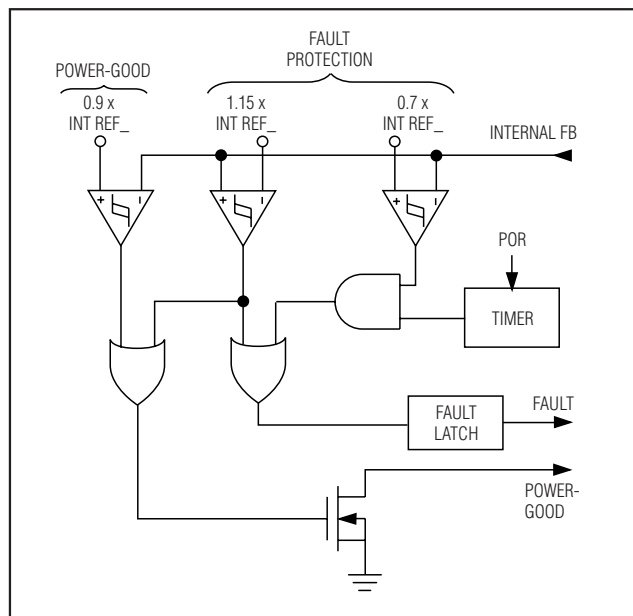 FAULT
PROTECTION
POWER-GOOD
0.9 x
INT REF_
1.15 x
INT REF_
0.7 x
INT REF_
INTERNAL FB
+ –
+ –
+ –
POR
TIMER
FAULT
LATCH
FAULT
POWER-
GOOD